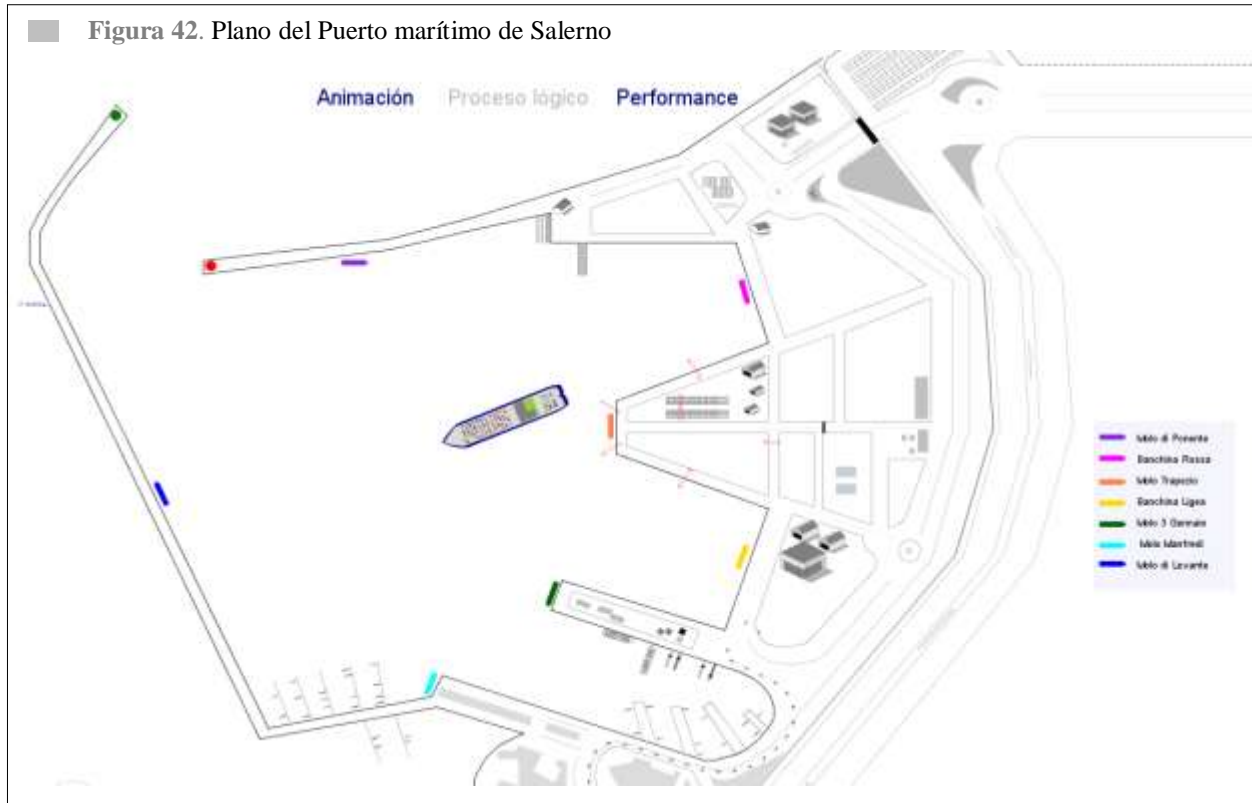 Figura 42. Plano del Puerto marítimo de Salerno
Animación Proceso lógico Performance
Molo di Ponente
Banchina Rossa
Molo Trapezio
Banchina Ligea
Molo 3 Gennaio
Molo Manfredi
Molo di Levante